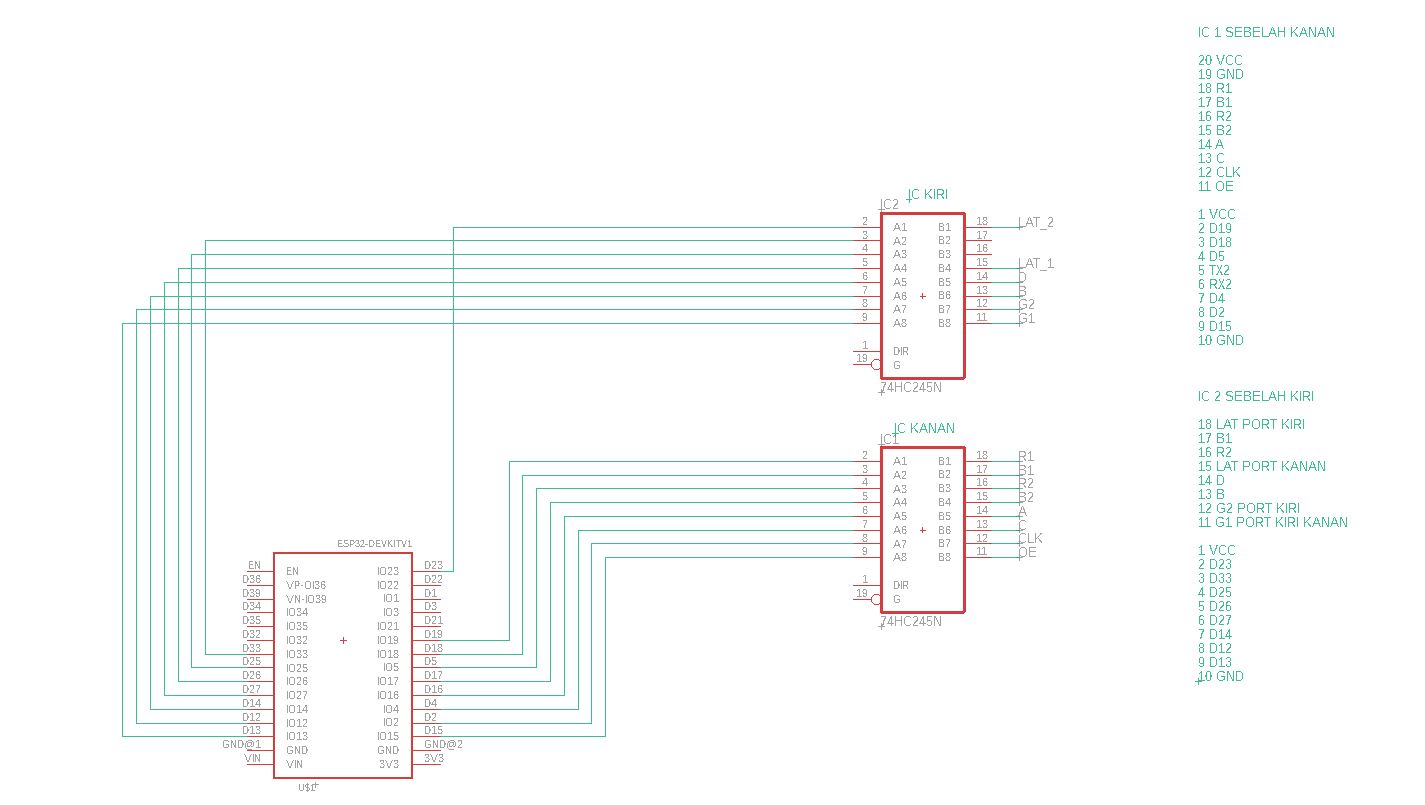 IC 1 SEBELAH KANAN
20 VCC
19 GND
18 R1
17 B1
16 R2
15 B2
14 A
13 C
12 CLK
11 OE
1 VCC
2 D19
3 D18
4 D5
5 TX2
6 RX2
7 D4
8 D2
9 D15
10 GND
IC 2 SEBELAH KIRI
18 LAT PORT KIRI
17 B1
16 R2
15 LAT PORT KANAN
14 D
13 B
12 G2 PORT KIRI
11 G1 PORT KIRI KANAN
1 VCC
2 D23
3 D33
4 D25
5 D26
6 D27
7 D14
8 D12
9 D13
10 GND
IC KIRI
IC2
2 A1 B1 18 LAT_2
3 A2 B2 17
4 A3 B3 16
5 A4 B4 15 LAT_1
6 A5 B5 14 D
7 A6 B6 13 B
8 A7 B7 12 G2
9 A8 B8 11 G1
1 DIR
19 G
74HC245N
IC KANAN
IC1
2 A1 B1 18 R1
3 A2 B2 17 B1
4 A3 B3 16 R2
5 A4 B4 15 B2
6 A5 B5 14 A
7 A6 B6 13 C
8 A7 B7 12 CLK
9 A8 B8 11 OE
1 DIR
19 G
74HC245N
ESP32-DEVKITV1
EN EN IO23 D23
D36 VP-OI36 IO22 D22
D39 VN-IO39 IO1 D1
D34 IO34 IO3 D3
D35 IO35 IO21 D21
D32 IO32 IO19 D19
D33 IO33 IO18 D18
D25 IO25 IO5 D5
D26 IO26 IO17 D17
D27 IO27 IO16 D16
D14 IO14 IO4 D4
D12 IO12 IO2 D2
D13 IO13 IO15 D15
GND@1 GND GND GND@2
VIN VIN 3V3 3V3
U$1